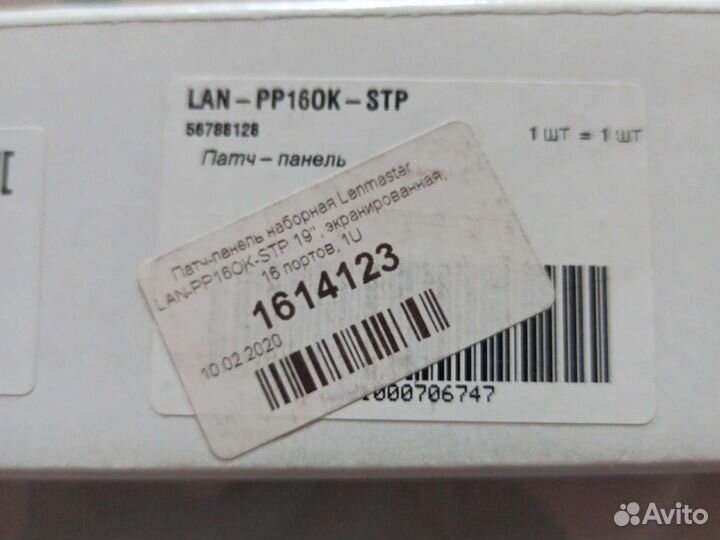 LAN-PP16OK-STP
56788128
1 шт = 1 шт
Патч-панель
Патч-панель наборная Lanmaster
LAN-PP16OK-STP 19", экранированная,
16 портов, 1U
1614123
10.02.2020
000706747
Avito